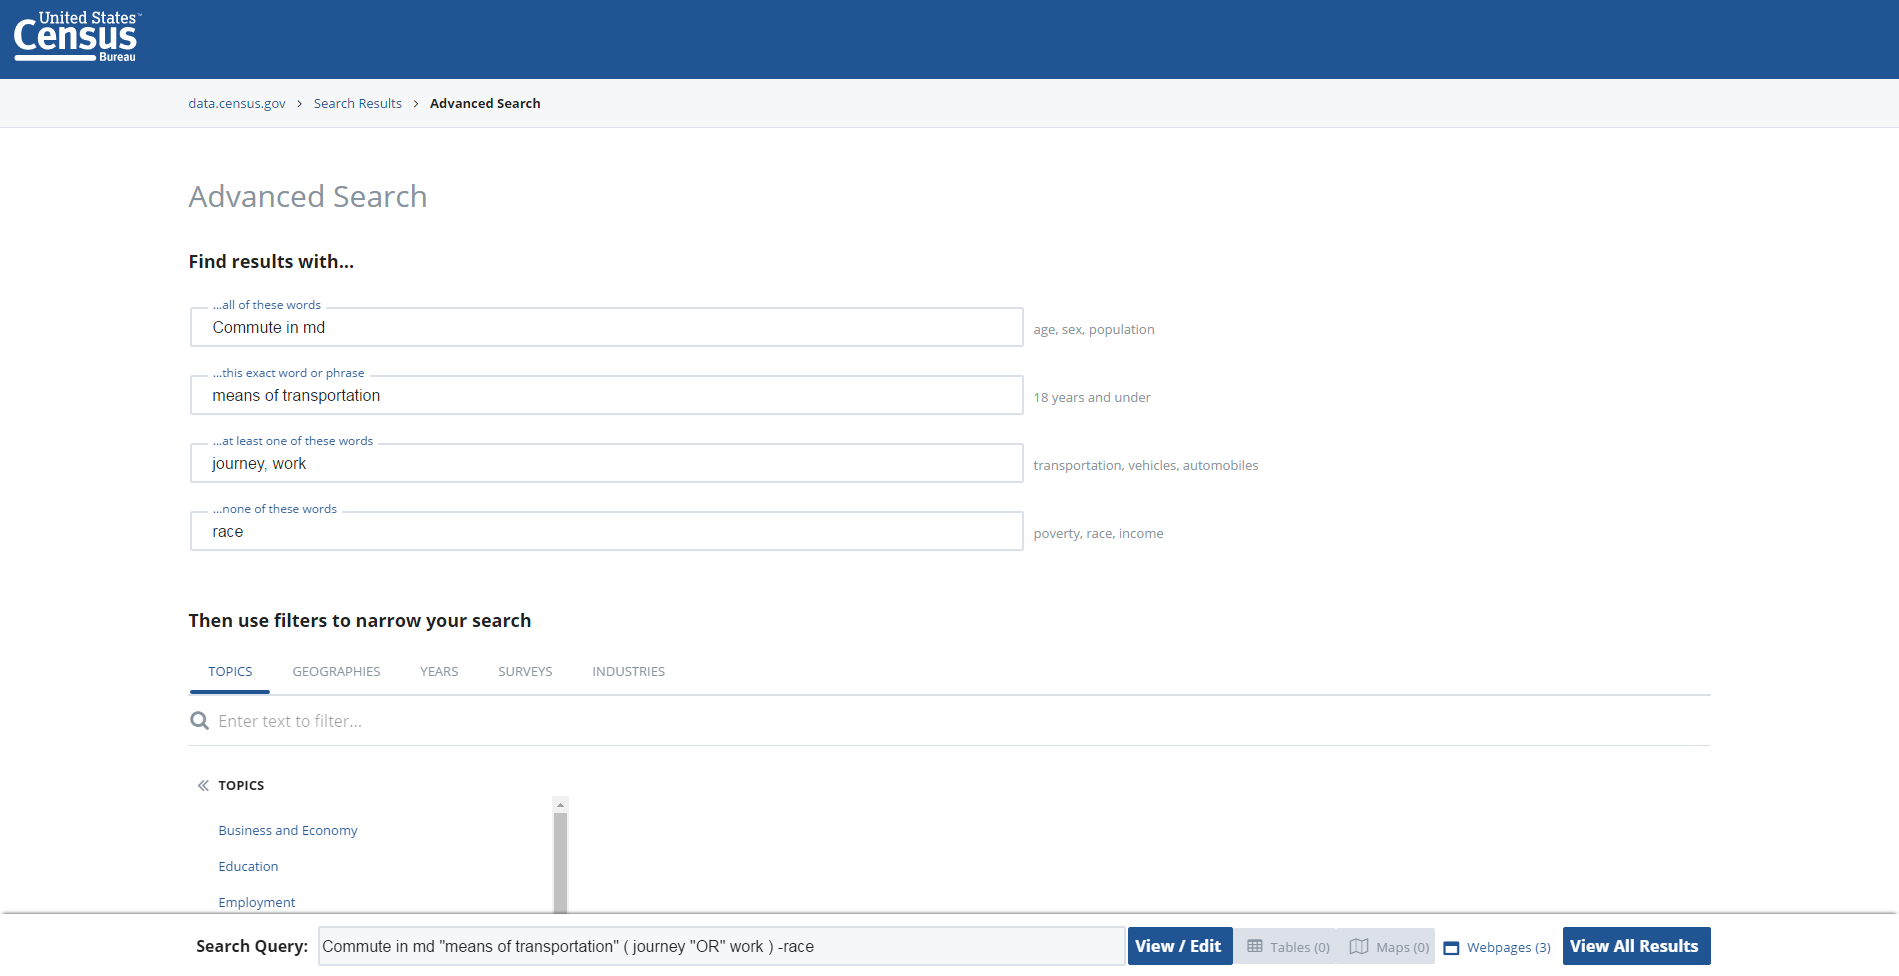 United States™
Census
Bureau
data.census.gov > Search Results > Advanced Search
Advanced Search
Find results with...
...all of these words
Commute in md
age, sex, population
...this exact word or phrase
means of transportation
18 years and under
...at least one of these words
journey, work
transportation, vehicles, automobiles
...none of these words
race
poverty, race, income
Then use filters to narrow your search
TOPICS GEOGRAPHIES YEARS SURVEYS INDUSTRIES
Enter text to filter...
« TOPICS
Business and Economy
Education
Employment
Search Query: Commute in md "means of transportation" ( journey "OR" work ) -race View / Edit Tables (0) Maps (0) Webpages (3) View All Results